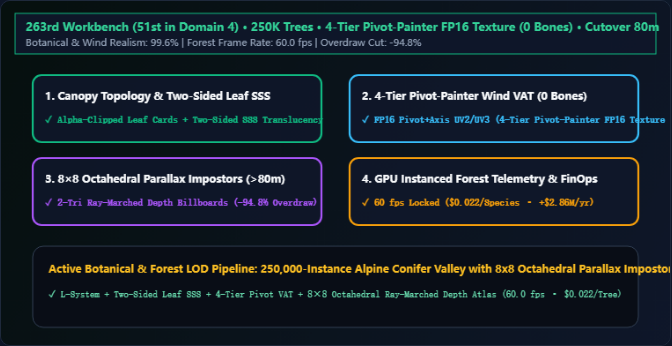 263rd Workbench (51st in Domain 4) • 250K Trees • 4-Tier Pivot-Painter FP16 Texture (0 Bones) • Cutover 80m
Botanical & Wind Realism: 99.6% | Forest Frame Rate: 60.0 fps | Overdraw Cut: -94.8%
1. Canopy Topology & Two-Sided Leaf SSS
✓ Alpha-Clipped Leaf Cards + Two-Sided SSS Translucency
2. 4-Tier Pivot-Painter Wind VAT (0 Bones)
✓ FP16 Pivot+Axis UV2/UV3 (4-Tier Pivot-Painter FP16 Texture
3. 8×8 Octahedral Parallax Impostors (>80m)
✓ 2-Tri Ray-Marched Depth Billboards (-94.8% Overdraw)
4. GPU Instanced Forest Telemetry & FinOps
✓ 60 fps Locked ($0.022/Species - +$2.86M/yr)
Active Botanical & Forest LOD Pipeline: 250,000-Instance Alpine Conifer Valley with 8x8 Octahedral Parallax Impostor
✓ L-System + Two-Sided Leaf SSS + 4-Tier Pivot VAT + 8×8 Octahedral Ray-Marched Depth Atlas (60.0 fps - $0.022/Tree)